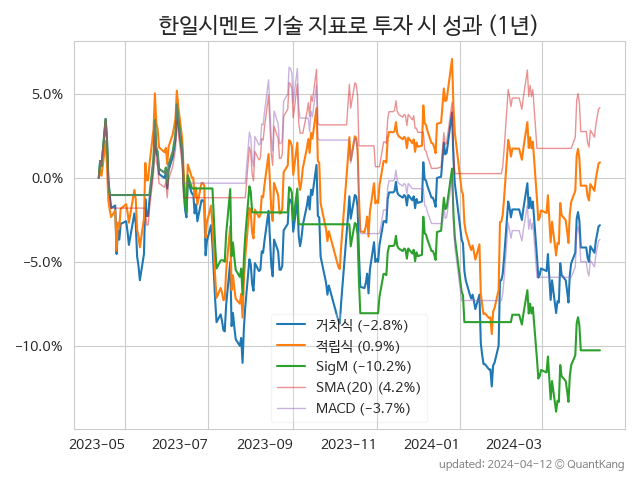 한일시멘트 기술 지표로 투자 시 성과 (1년)
5.0%
0.0%
−5.0%
−10.0%
거치식 (−2.8%)
적립식 (0.9%)
SigM (−10.2%)
SMA(20) (4.2%)
MACD (−3.7%)
2023-05 2023-07 2023-09 2023-11 2024-01 2024-03
updated: 2024-04-12 © QuantKang